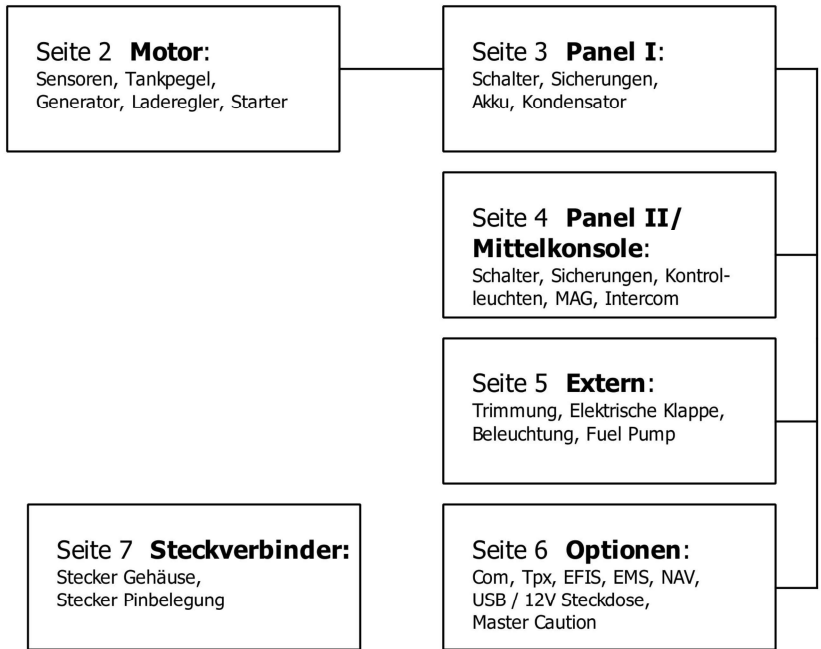 Seite 2 Motor:
Sensoren, Tankpegel,
Generator, Laderegler, Starter
Seite 3 Panel I:
Schalter, Sicherungen,
Akku, Kondensator
Seite 4 Panel II/
Mittelkonsole:
Schalter, Sicherungen, Kontrol-
leuchten, MAG, Intercom
Seite 5 Extern:
Trimmung, Elektrische Klappe,
Beleuchtung, Fuel Pump
Seite 7 Steckverbinder:
Stecker Gehäuse,
Stecker Pinbelegung
Seite 6 Optionen:
Com, Tpx, EFIS, EMS, NAV,
USB / 12V Steckdose,
Master Caution